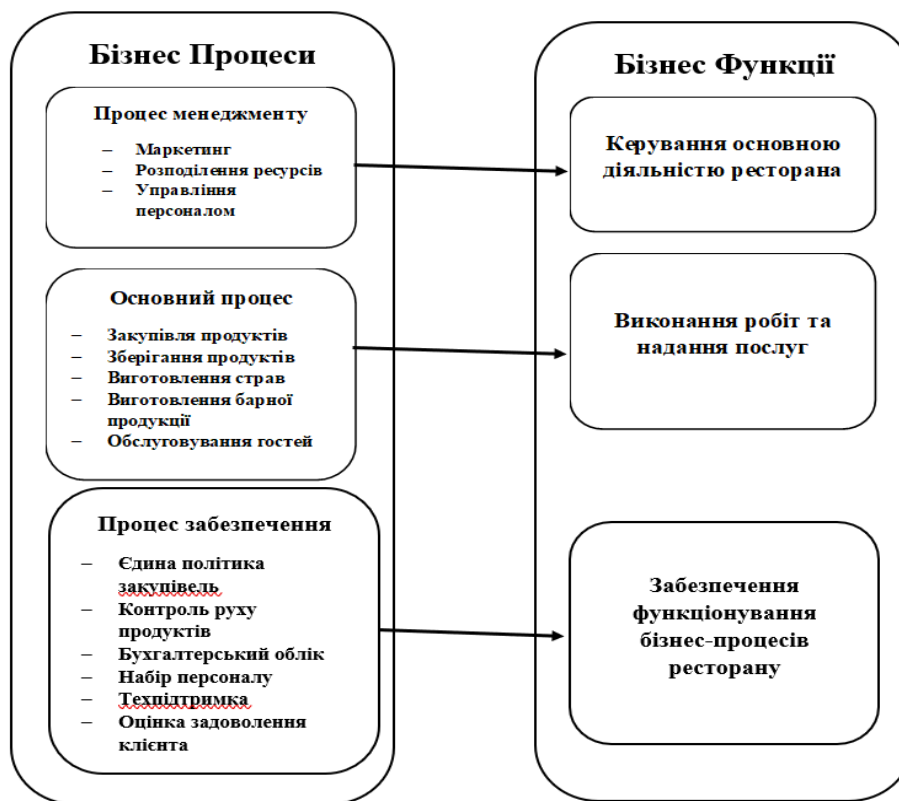 Бізнес Процеси
Процес менеджменту
– Маркетинг
– Розподілення ресурсів
– Управління
персоналом
Основний процес
– Закупівля продуктів
– Зберігання продуктів
– Виготовлення страв
– Виготовлення барної
продукції
– Обслуговування гостей
Процес забезпечення
– Єдина політика
закупівель
– Контроль руху
продуктів
– Бухгалтерський облік
– Набір персоналу
– Техпідтримка
– Оцінка задоволення
клієнта
Бізнес Функції
Керування основною
діяльністю ресторана
Виконання робіт та
надання послуг
Забезпечення
функціонування
бізнес-процесів
ресторану